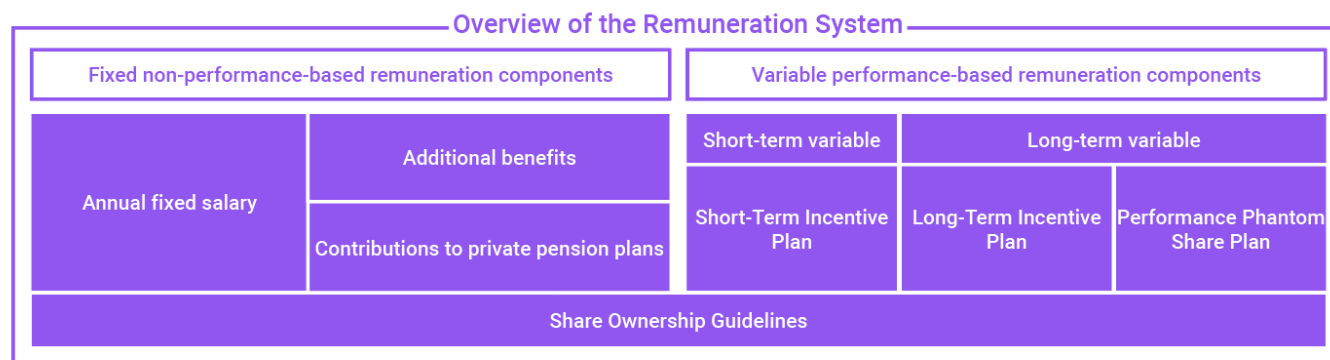 Overview of the Remuneration System
Fixed non-performance-based remuneration components
Variable performance-based remuneration components
Annual fixed salary
Additional benefits
Contributions to private pension plans
Short-term variable
Long-term variable
Short-Term Incentive
Plan
Long-Term Incentive
Plan
Performance Phantom
Share Plan
Share Ownership Guidelines